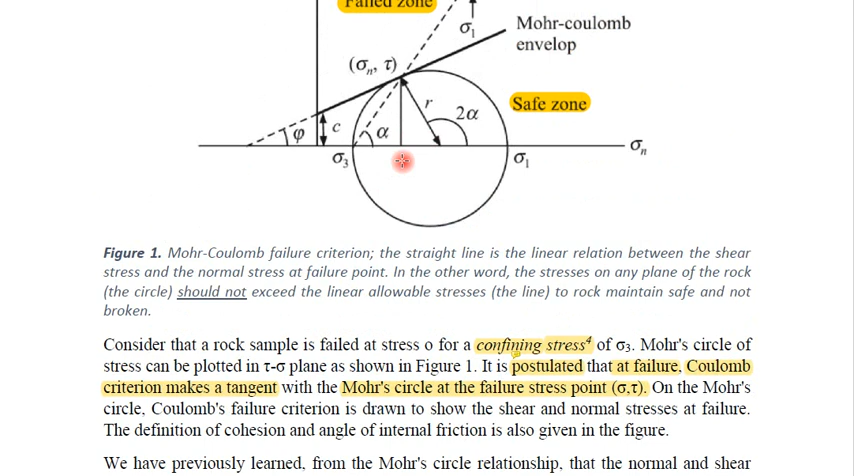 Failed zone
σ1
Mohr-coulomb
envelop
(σn, τ)
Safe zone
r
2α
φ
c
α
σn
σ3
σ1
Figure 1. Mohr-Coulomb failure criterion; the straight line is the linear relation between the shear
stress and the normal stress at failure point. In the other word, the stresses on any plane of the rock
(the circle) should not exceed the linear allowable stresses (the line) to rock maintain safe and not
broken.
Consider that a rock sample is failed at stress o for a confining stress4 of σ3. Mohr's circle of
stress can be plotted in τ-σ plane as shown in Figure 1. It is postulated that at failure, Coulomb
criterion makes a tangent with the Mohr's circle at the failure stress point (σ,τ). On the Mohr's
circle, Coulomb's failure criterion is drawn to show the shear and normal stresses at failure.
The definition of cohesion and angle of internal friction is also given in the figure.
We have previously learned, from the Mohr's circle relationship, that the normal and shear